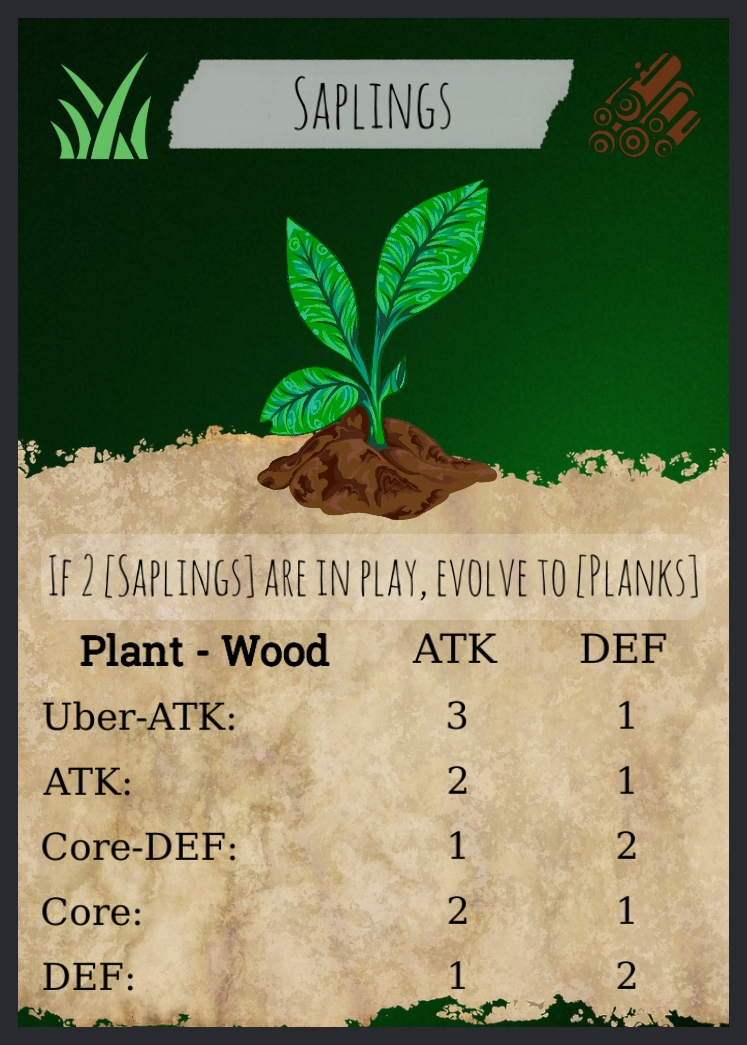 Saplings
If 2 [Saplings] are in play, evolve to [Planks]
Plant - Wood ATK DEF
Uber-ATK: 3 1
ATK: 2 1
Core-DEF: 1 2
Core: 2 1
DEF: 1 2